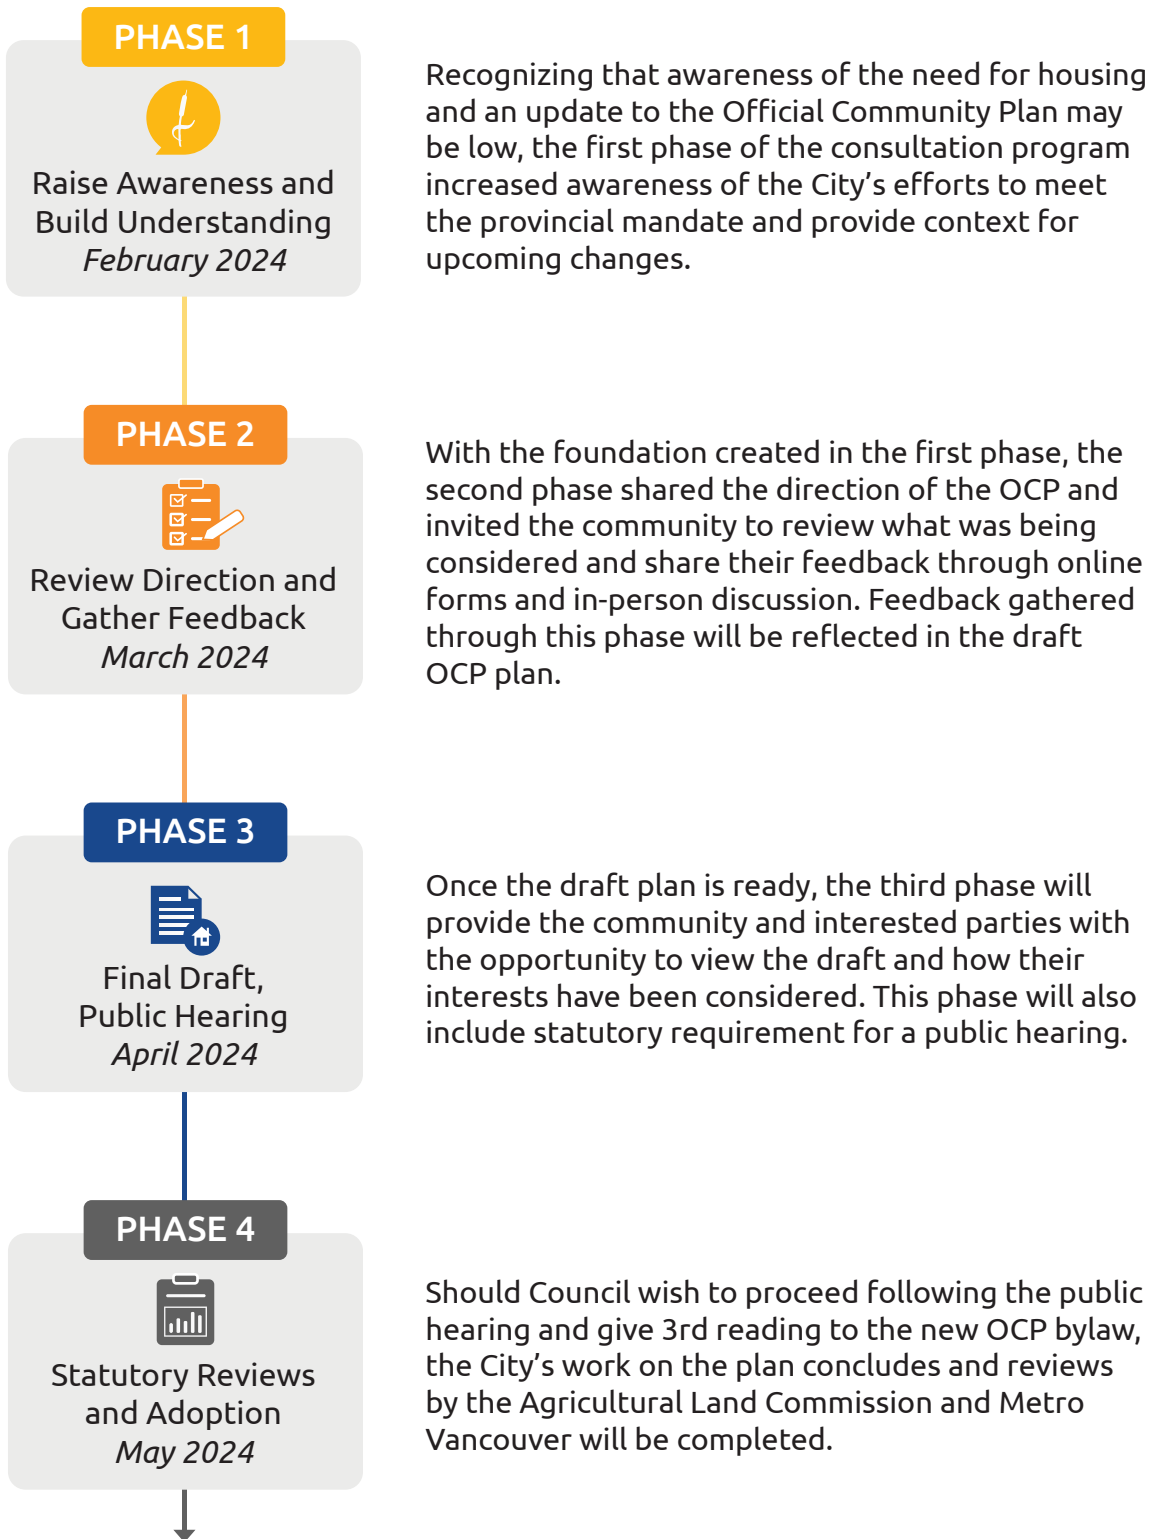 PHASE 1
Raise Awareness and
Build Understanding
February 2024
Recognizing that awareness of the need for housing
and an update to the Official Community Plan may
be low, the first phase of the consultation program
increased awareness of the City’s efforts to meet
the provincial mandate and provide context for
upcoming changes.
PHASE 2
Review Direction and
Gather Feedback
March 2024
With the foundation created in the first phase, the
second phase shared the direction of the OCP and
invited the community to review what was being
considered and share their feedback through online
forms and in-person discussion. Feedback gathered
through this phase will be reflected in the draft
OCP plan.
PHASE 3
Final Draft,
Public Hearing
April 2024
Once the draft plan is ready, the third phase will
provide the community and interested parties with
the opportunity to view the draft and how their
interests have been considered. This phase will also
include statutory requirement for a public hearing.
PHASE 4
Statutory Reviews
and Adoption
May 2024
Should Council wish to proceed following the public
hearing and give 3rd reading to the new OCP bylaw,
the City’s work on the plan concludes and reviews
by the Agricultural Land Commission and Metro
Vancouver will be completed.